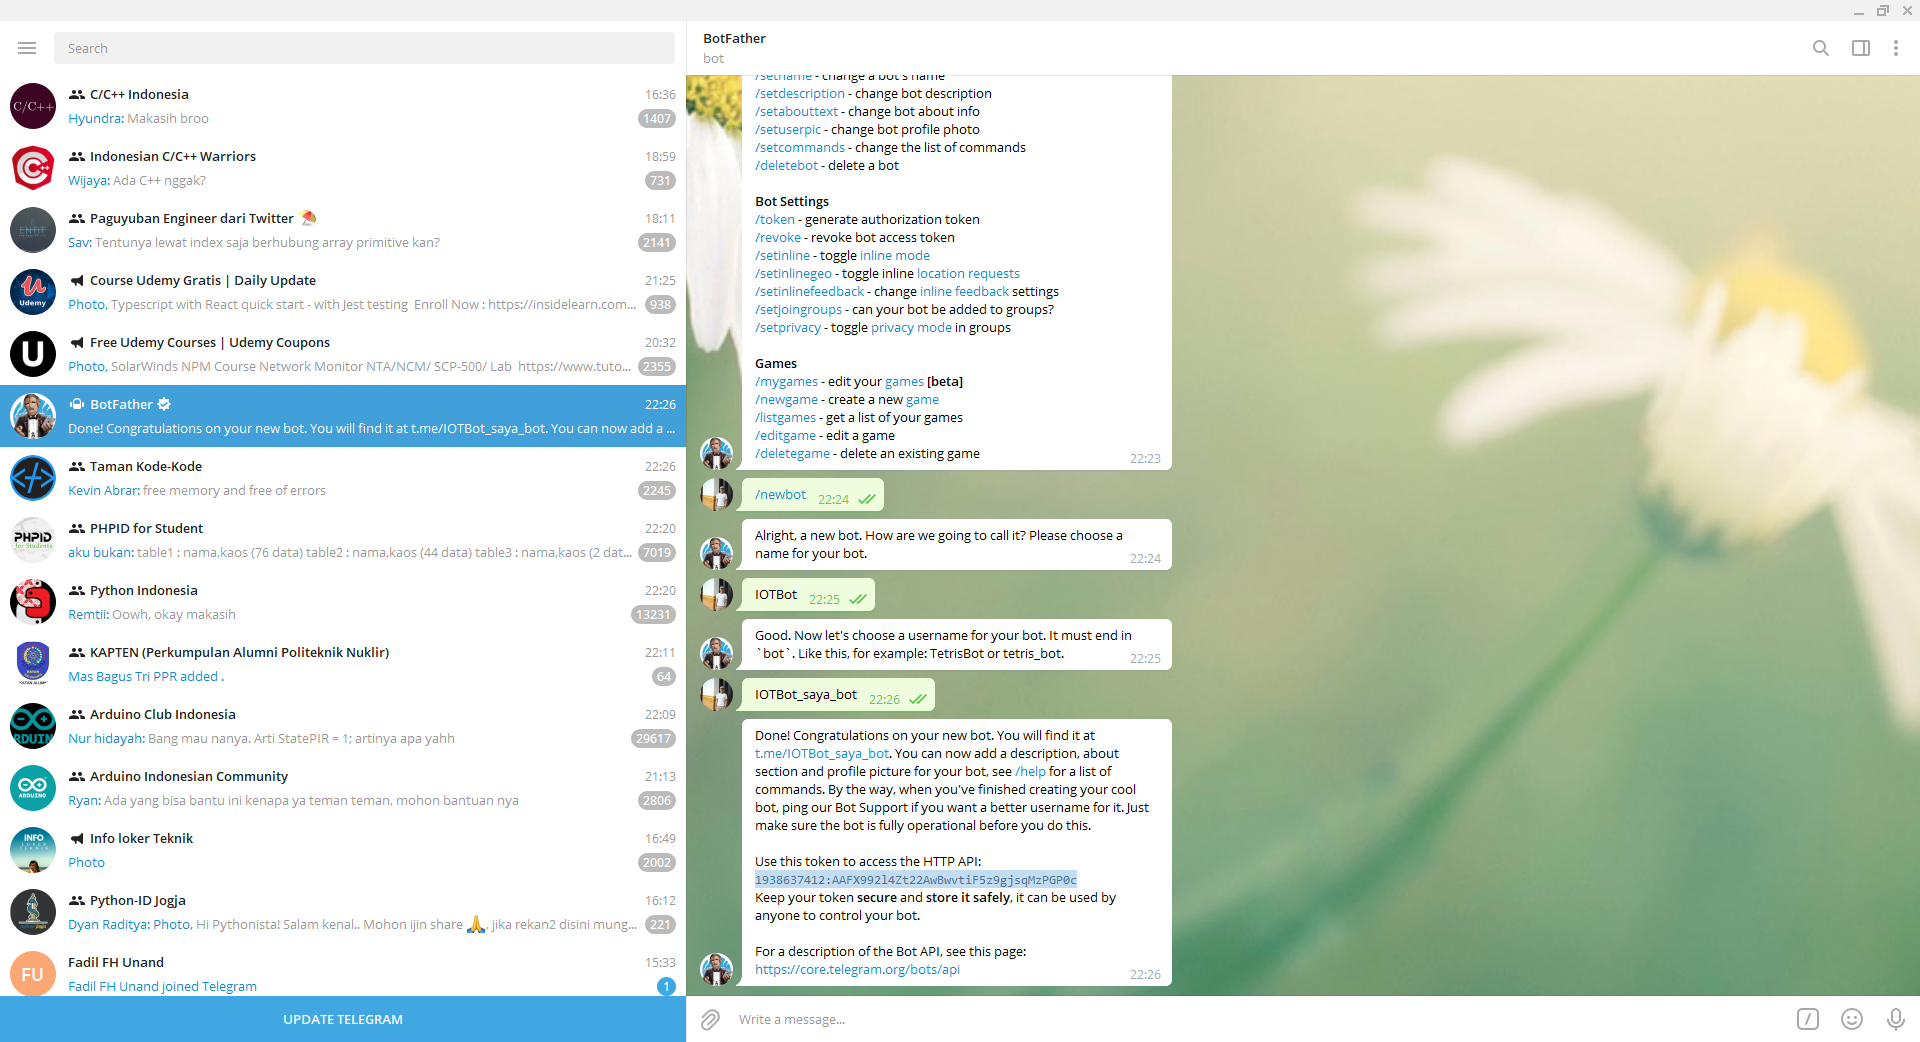 Search
C/C++ Indonesia 16:36
Hyundra: Makasih broo 1407
Indonesian C/C++ Warriors 18:59
Wijaya: Ada C++ nggak? 731
Paguyuban Engineer dari Twitter 18:11
Sav: Tentunya lewat index saja berhubung array primitive kan? 2141
Course Udemy Gratis | Daily Update 21:25
Photo, Typescript with React quick start - with Jest testing Enroll Now : https://insidelearn.com... 938
Free Udemy Courses | Udemy Coupons 20:32
Photo, SolarWinds NPM Course Network Monitor NTA/NCM/ SCP-500/ Lab https://www.tuto... 2355
BotFather 22:26
Done! Congratulations on your new bot. You will find it at t.me/IOTBot_saya_bot. You can now add a ...
Taman Kode-Kode 22:26
Kevin Abrar: free memory and free of errors 2245
PHPID for Student 22:20
aku bukan: table1 : nama,kaos (76 data) table2 : nama,kaos (44 data) table3 : nama,kaos (2 dat... 7019
Python Indonesia 22:20
Remtii: Oowh, okay makasih 13231
KAPTEN (Perkumpulan Alumni Politeknik Nuklir) 22:11
Mas Bagus Tri PPR added . 64
Arduino Club Indonesia 22:09
Nur hidayah: Bang mau nanya. Arti StatePIR = 1; artinya apa yahh 29617
Arduino Indonesian Community 21:13
Ryan: Ada yang bisa bantu ini kenapa ya teman teman, mohon bantuan nya 2806
Info loker Teknik 16:49
Photo 2002
Python-ID Jogja 16:12
Dyan Raditya: Photo, Hi Pythonista! Salam kenal.. Mohon ijin share 🙏, jika rekan2 disini mung... 221
FU
Fadil FH Unand 15:33
Fadil FH Unand joined Telegram 1
UPDATE TELEGRAM
BotFather
bot
/setname - change a bot's name
/setdescription - change bot description
/setabouttext - change bot about info
/setuserpic - change bot profile photo
/setcommands - change the list of commands
/deletebot - delete a bot
Bot Settings
/token - generate authorization token
/revoke - revoke bot access token
/setinline - toggle inline mode
/setinlinegeo - toggle inline location requests
/setinlinefeedback - change inline feedback settings
/setjoingroups - can your bot be added to groups?
/setprivacy - toggle privacy mode in groups
Games
/mygames - edit your games [beta]
/newgame - create a new game
/listgames - get a list of your games
/editgame - edit a game
/deletegame - delete an existing game
22:23
/newbot 22:24
Alright, a new bot. How are we going to call it? Please choose a
name for your bot.
22:24
IOTBot 22:25
Good. Now let's choose a username for your bot. It must end in
`bot`. Like this, for example: TetrisBot or tetris_bot.
22:25
IOTBot_saya_bot 22:26
Done! Congratulations on your new bot. You will find it at
t.me/IOTBot_saya_bot. You can now add a description, about
section and profile picture for your bot, see /help for a list of
commands. By the way, when you've finished creating your cool
bot, ping our Bot Support if you want a better username for it. Just
make sure the bot is fully operational before you do this.
Use this token to access the HTTP API:
1938637412:AAFX992l4Zt22AwBwvtiF5z9gjsqMzPGP0c
Keep your token secure and store it safely, it can be used by
anyone to control your bot.
For a description of the Bot API, see this page:
https://core.telegram.org/bots/api
22:26
Write a message...